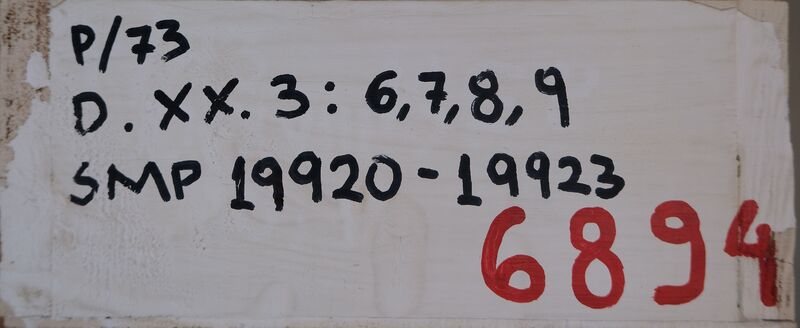 P/73
D. XX. 3: 6,7,8,9
SMP 19920-19923
6894